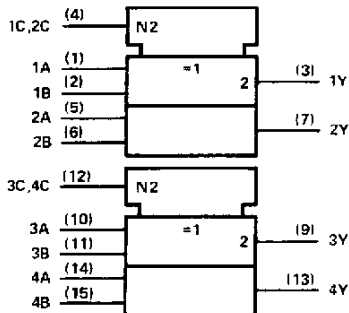 1C,2C (4) N2
1A (1) =1
1B (2) 2 (3) 1Y
2A (5)
2B (6) (7) 2Y
3C,4C (12) N2
3A (10) =1
3B (11) 2 (9) 3Y
4A (14)
4B (15) (13) 4Y